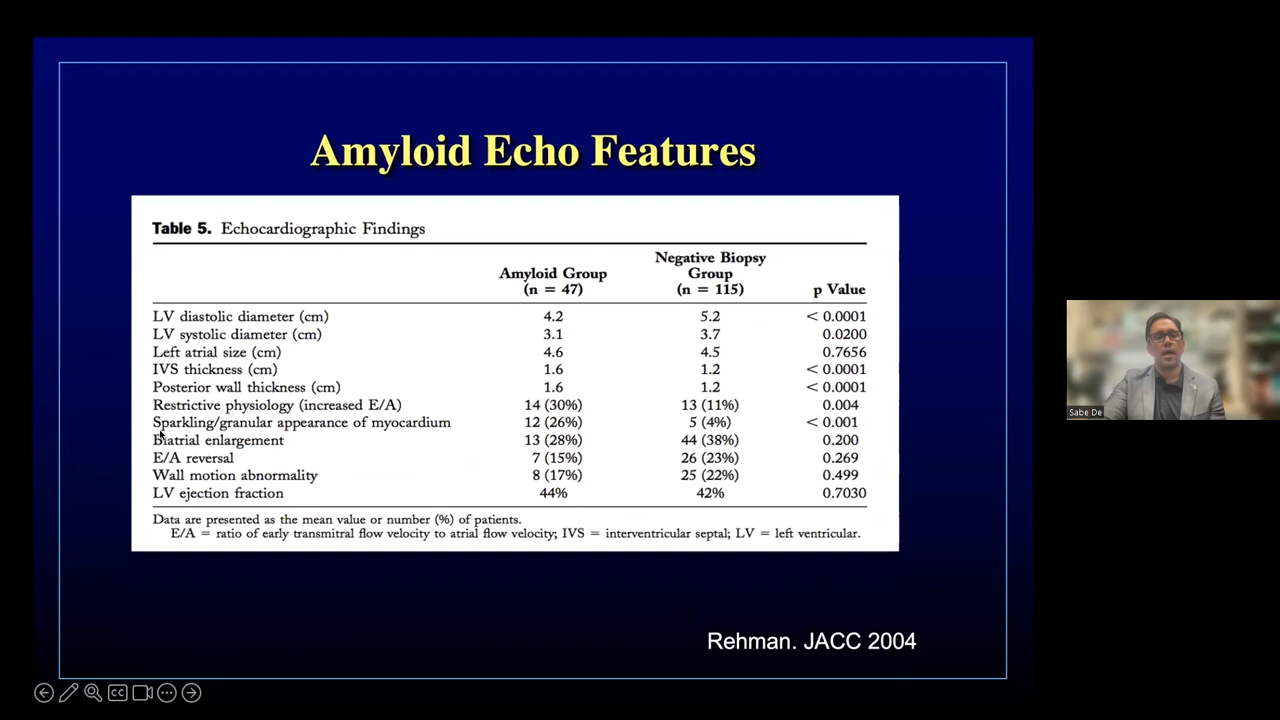 Amyloid Echo Features
Table 5. Echocardiographic Findings
Amyloid Group (n = 47) Negative Biopsy Group (n = 115) p Value
LV diastolic diameter (cm) 4.2 5.2 < 0.0001
LV systolic diameter (cm) 3.1 3.7 0.0200
Left atrial size (cm) 4.6 4.5 0.7656
IVS thickness (cm) 1.6 1.2 < 0.0001
Posterior wall thickness (cm) 1.6 1.2 < 0.0001
Restrictive physiology (increased E/A) 14 (30%) 13 (11%) 0.004
Sparkling/granular appearance of myocardium 12 (26%) 5 (4%) < 0.001
Biatrial enlargement 13 (28%) 44 (38%) 0.200
E/A reversal 7 (15%) 26 (23%) 0.269
Wall motion abnormality 8 (17%) 25 (22%) 0.499
LV ejection fraction 44% 42% 0.7030
Data are presented as the mean value or number (%) of patients.
E/A = ratio of early transmitral flow velocity to atrial flow velocity; IVS = interventricular septal; LV = left ventricular.
Rehman. JACC 2004
Sabe De
CC